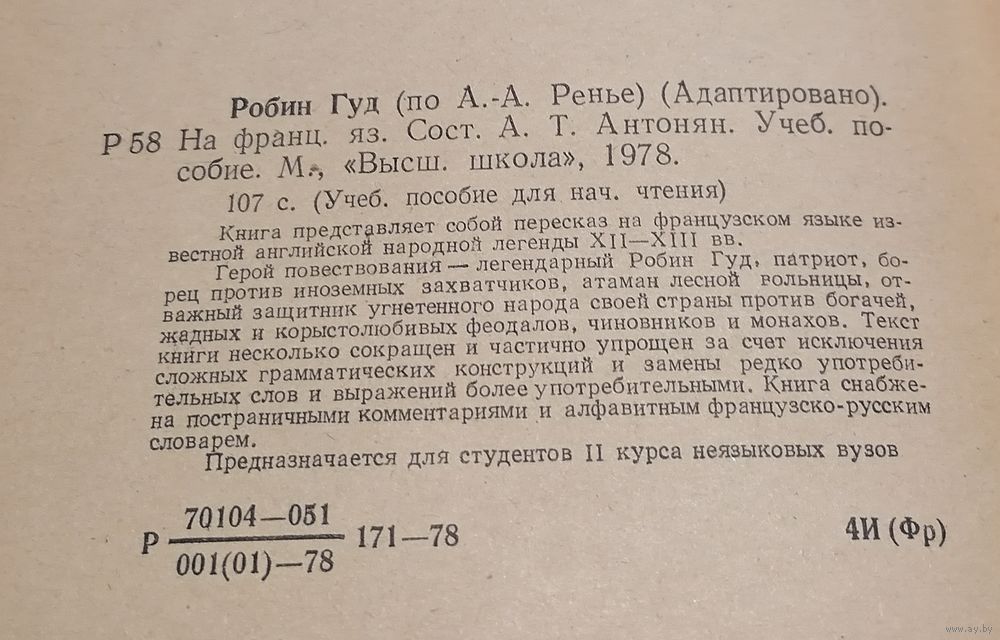 Робин Гуд (по А.-А. Ренье) (Адаптировано).
Р 58 На франц. яз. Сост. А. Т. Антонян. Учеб. по-
собие. М., «Высш. школа», 1978.
107 с. (Учеб. пособие для нач. чтения)
Книга представляет собой пересказ на французском языке из-
вестной английской народной легенды XII—XIII вв.
Герой повествования — легендарный Робин Гуд, патриот, бо-
рец против иноземных захватчиков, атаман лесной вольницы, от-
важный защитник угнетенного народа своей страны против богачей,
жадных и корыстолюбивых феодалов, чиновников и монахов. Текст
книги несколько сокращен и частично упрощен за счет исключения
сложных грамматических конструкций и замены редко употреби-
тельных слов и выражений более употребительными. Книга снабже-
на постраничными комментариями и алфавитным французско-русским
словарем.
Предназначается для студентов II курса неязыковых вузов
70104—051
Р 171—78 4И (Фр)
001(01)—78
www.ay.by